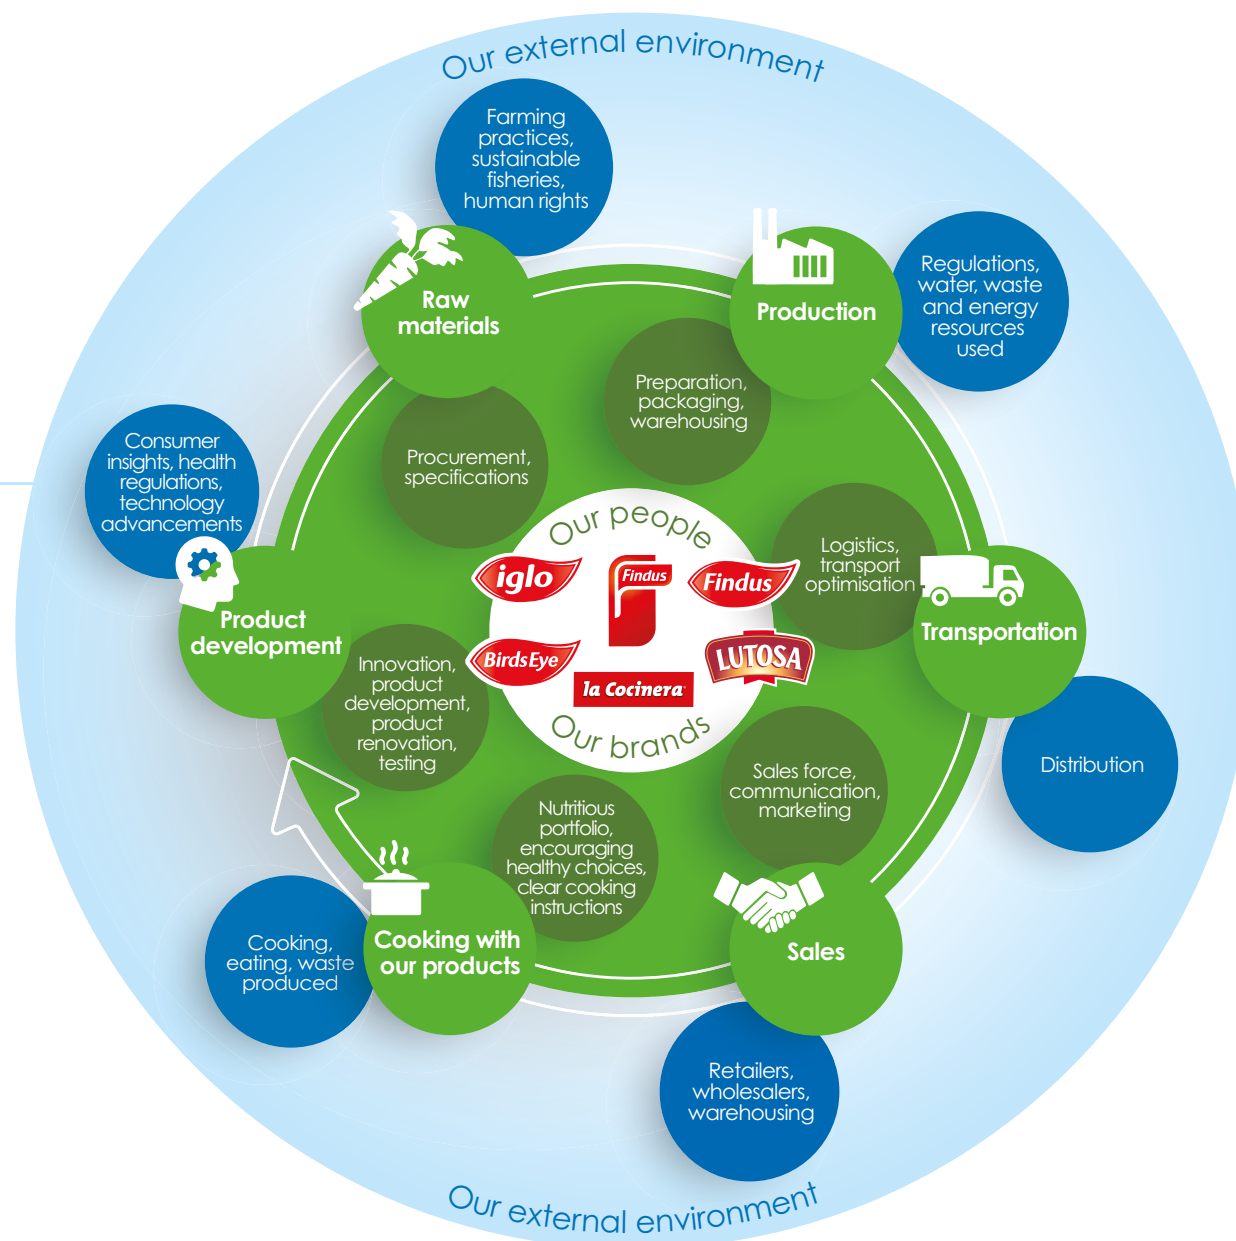 Our external environment
Farming
practices,
sustainable
fisheries,
human rights
Raw
materials
Production
Regulations,
water, waste
and energy
resources
used
Preparation,
packaging,
warehousing
Procurement,
specifications
Consumer
insights, health
regulations,
technology
advancements
Our people
iglo
Findus
Findus
BirdsEye
la Cocinera
LUTOSA
Our brands
Logistics,
transport
optimisation
Transportation
Product
development
Innovation,
product
development,
product
renovation,
testing
Distribution
Sales force,
communication,
marketing
Nutritious
portfolio,
encouraging
healthy choices,
clear cooking
instructions
Cooking with
our products
Cooking,
eating, waste
produced
Sales
Retailers,
wholesalers,
warehousing
Our external environment